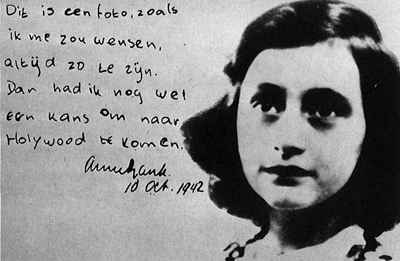 Dit is een foto, zoals
ik me zou wensen,
altijd zo te zijn.
Dan had ik nog wel
een kans om naar
Holywood te komen.
Annefrank.
10 Oct. 1942